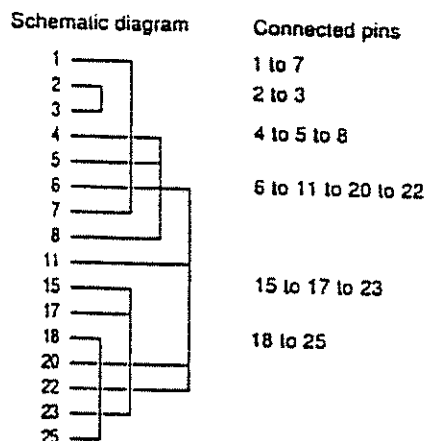 Schematic diagram
Connected pins
1
1 to 7
2
2 to 3
3
4
4 to 5 to 8
5
6
6 to 11 to 20 to 22
7
8
11
15
15 to 17 to 23
17
18
18 to 25
20
22
23
25